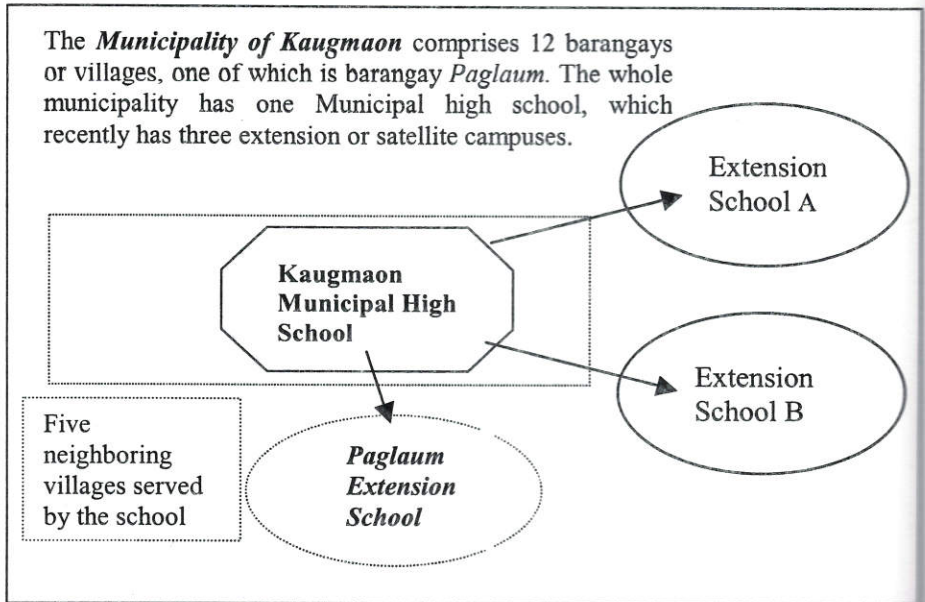 The Municipality of Kaugmaon comprises 12 barangays
or villages, one of which is barangay Paglaum. The whole
municipality has one Municipal high school, which
recently has three extension or satellite campuses.
Extension
School A
Kaugmaon
Municipal High
School
Extension
School B
Five
neighboring
villages served
by the school
Paglaum
Extension
School